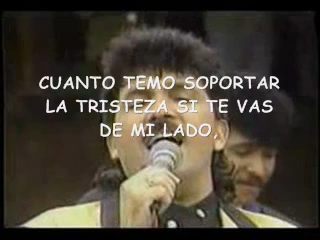 CUANTO TEMO SOPORTAR
LA TRISTEZA SI TE VAS
DE MI LADO,